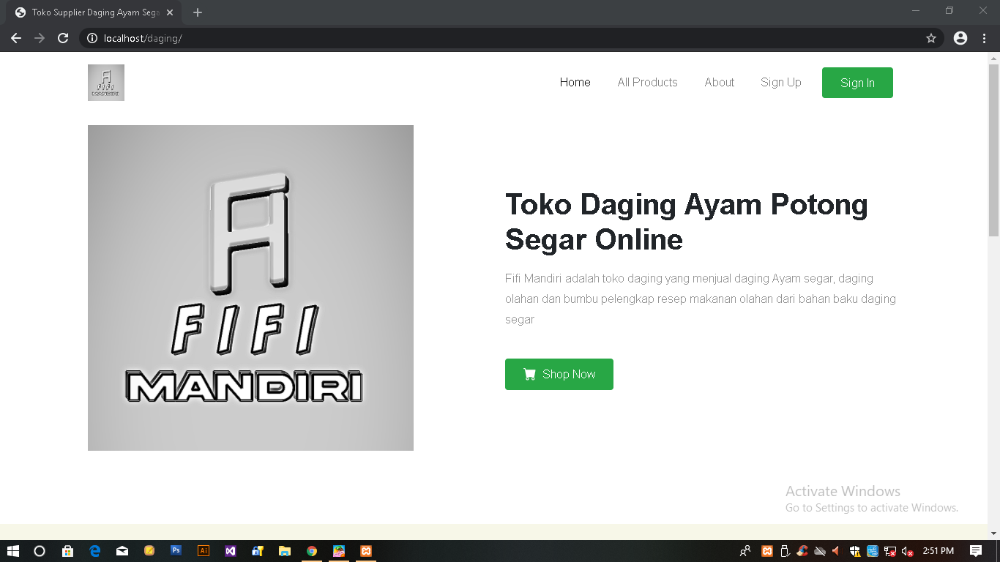 Toko Supplier Daging Ayam Sega
localhost/daging/
FIFI
MANDIRI
Home
All Products
About
Sign Up
Sign In
FIFI
MANDIRI
Toko Daging Ayam Potong
Segar Online
Fifi Mandiri adalah toko daging yang menjual daging Ayam segar, daging
olahan dan bumbu pelengkap resep makanan olahan dari bahan baku daging
segar
Shop Now
Activate Windows
Go to Settings to activate Windows.
Ps
Ai
2:51 PM